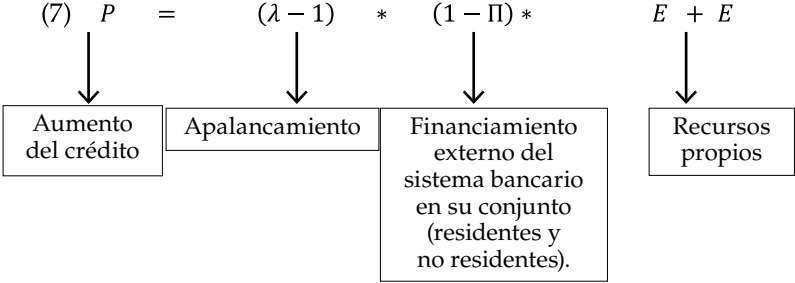 (7) P = (λ − 1) * (1 − Π) * E + E
Aumento
del crédito
Apalancamiento
Financiamiento
externo del
sistema bancario
en su conjunto
(residentes y
no residentes).
Recursos
propios